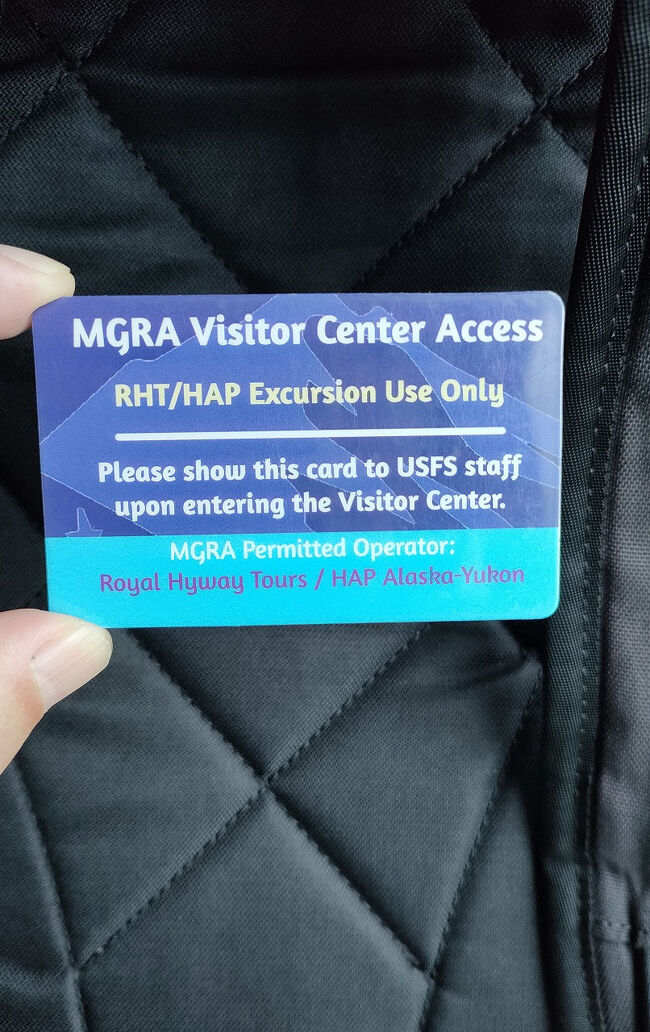 MGRA Visitor Center Access
RHT/HAP Excursion Use Only
Please show this card to USFS staff
upon entering the Visitor Center.
MGRA Permitted Operator:
Royal Hyway Tours / HAP Alaska-Yukon